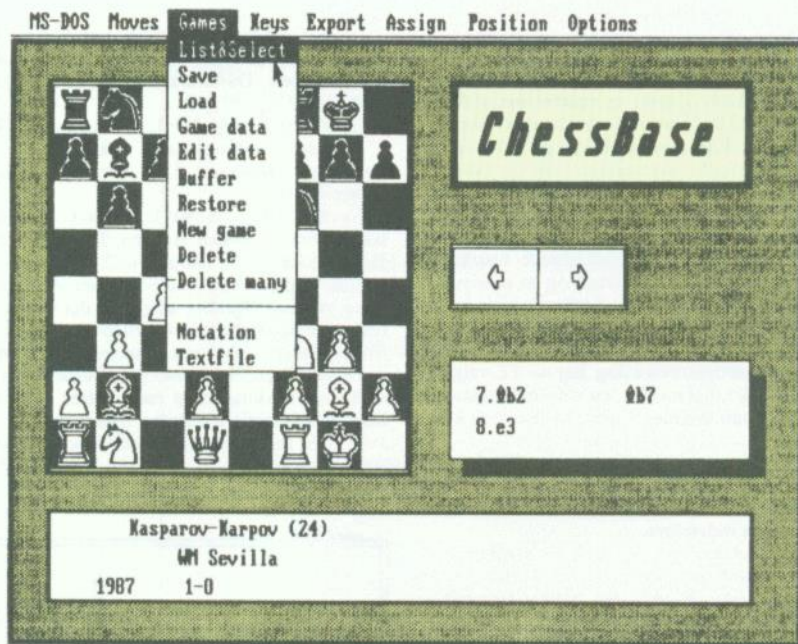 MS-DOS Moves Games Keys Export Assign Position Options
List&Select
Save
Load
Game data
Edit data
Buffer
Restore
New game
Delete
Delete many
Notation
Textfile
ChessBase
7.♗b2 ♗b7
8.e3
Kasparov-Karpov (24)
WM Sevilla
1987 1-0